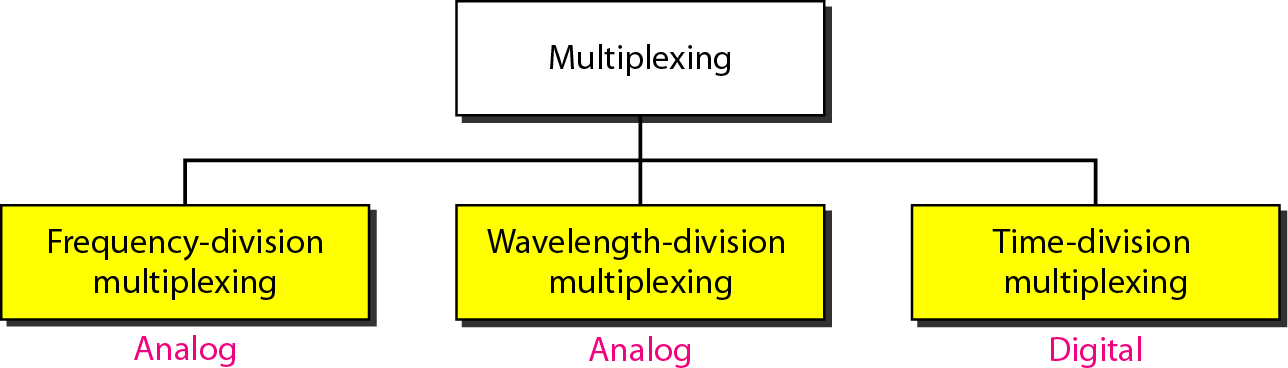 Multiplexing
Frequency-division
multiplexing
Wavelength-division
multiplexing
Time-division
multiplexing
Analog
Analog
Digital